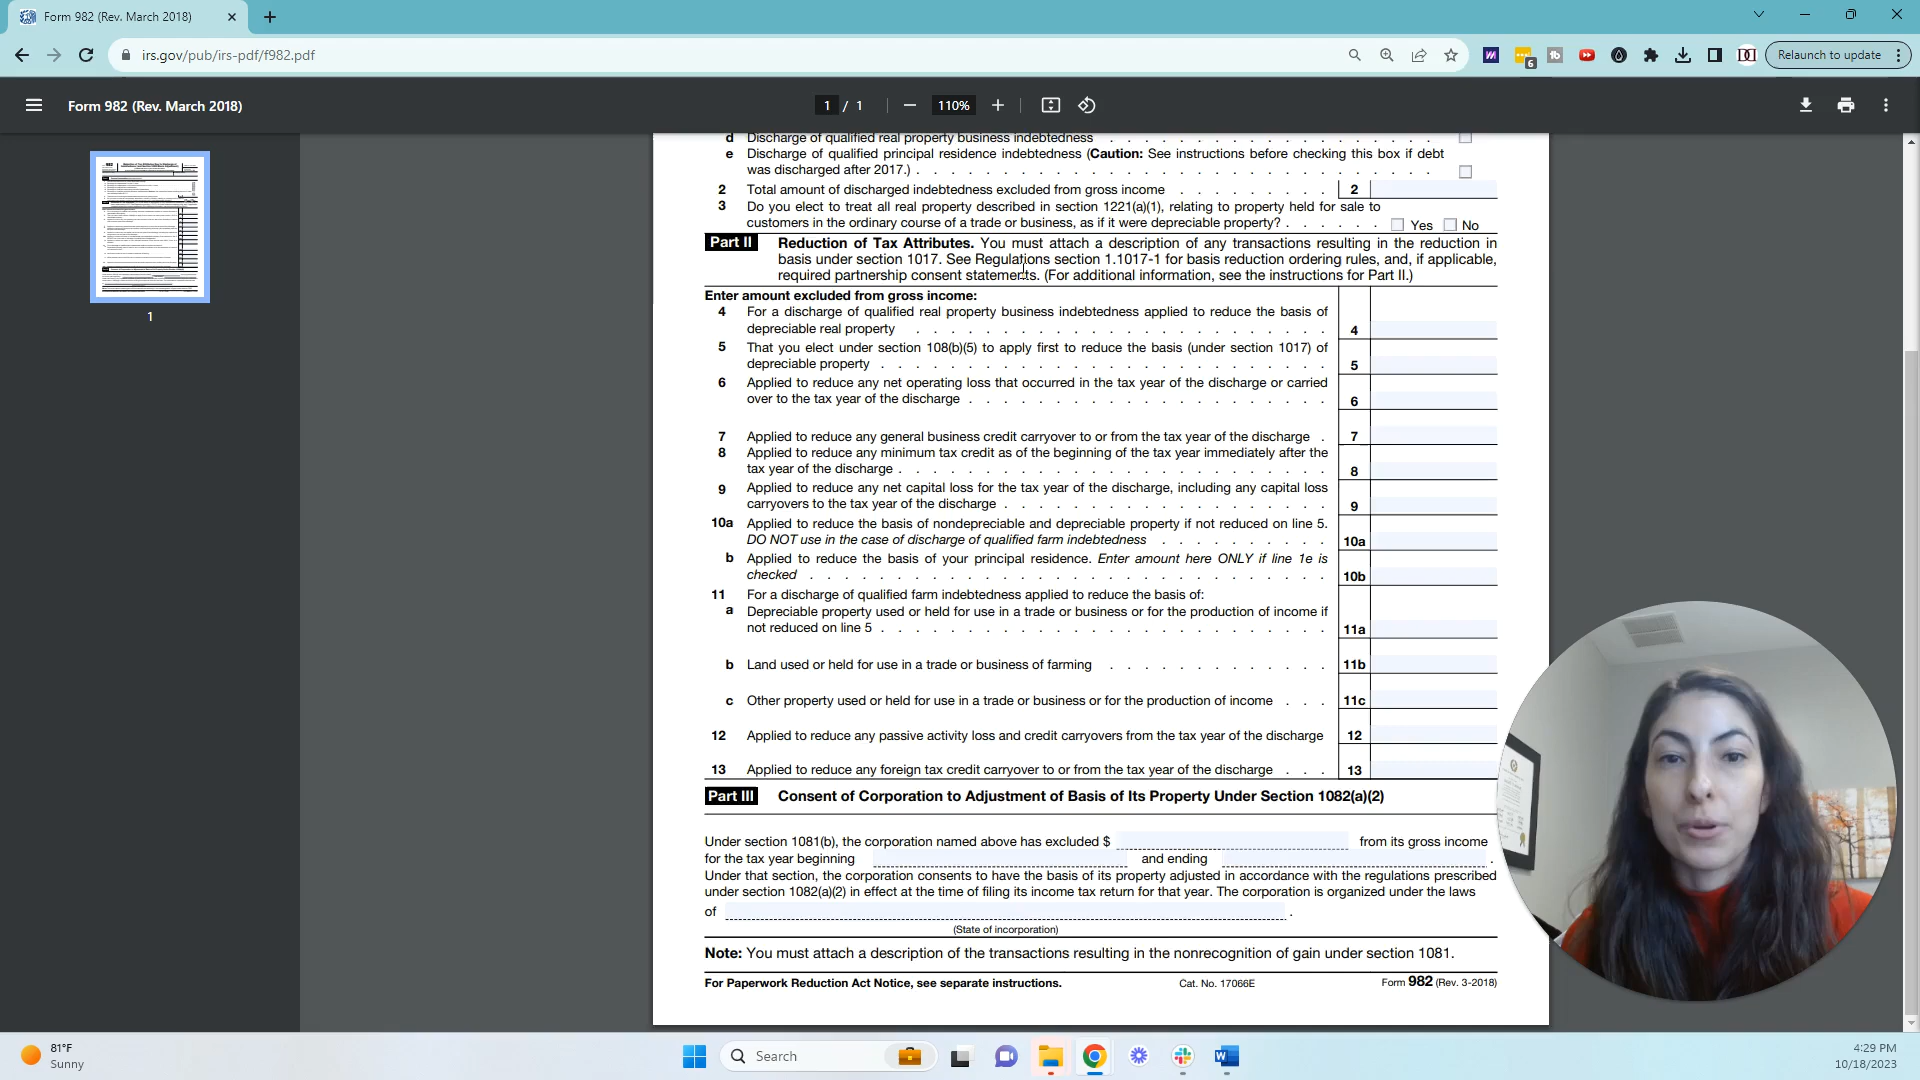 Form 982 (Rev. March 2018)
irs.gov/pub/irs-pdf/f982.pdf
6
Relaunch to update
Form 982 (Rev. March 2018)
1 / 1
110%
1
d Discharge of qualified real property business indebtedness
e Discharge of qualified principal residence indebtedness (Caution: See instructions before checking this box if debt
was discharged after 2017.)
2 Total amount of discharged indebtedness excluded from gross income 2
3 Do you elect to treat all real property described in section 1221(a)(1), relating to property held for sale to
customers in the ordinary course of a trade or business, as if it were depreciable property? Yes No
Part II Reduction of Tax Attributes. You must attach a description of any transactions resulting in the reduction in
basis under section 1017. See Regulations section 1.1017-1 for basis reduction ordering rules, and, if applicable,
required partnership consent statements. (For additional information, see the instructions for Part II.)
Enter amount excluded from gross income:
4 For a discharge of qualified real property business indebtedness applied to reduce the basis of
depreciable real property 4
5 That you elect under section 108(b)(5) to apply first to reduce the basis (under section 1017) of
depreciable property 5
6 Applied to reduce any net operating loss that occurred in the tax year of the discharge or carried
over to the tax year of the discharge 6
7 Applied to reduce any general business credit carryover to or from the tax year of the discharge 7
8 Applied to reduce any minimum tax credit as of the beginning of the tax year immediately after the
tax year of the discharge 8
9 Applied to reduce any net capital loss for the tax year of the discharge, including any capital loss
carryovers to the tax year of the discharge 9
10a Applied to reduce the basis of nondepreciable and depreciable property if not reduced on line 5.
DO NOT use in the case of discharge of qualified farm indebtedness 10a
b Applied to reduce the basis of your principal residence. Enter amount here ONLY if line 1e is
checked 10b
11 For a discharge of qualified farm indebtedness applied to reduce the basis of:
a Depreciable property used or held for use in a trade or business or for the production of income if
not reduced on line 5 11a
b Land used or held for use in a trade or business of farming 11b
c Other property used or held for use in a trade or business or for the production of income 11c
12 Applied to reduce any passive activity loss and credit carryovers from the tax year of the discharge 12
13 Applied to reduce any foreign tax credit carryover to or from the tax year of the discharge 13
Part III Consent of Corporation to Adjustment of Basis of Its Property Under Section 1082(a)(2)
Under section 1081(b), the corporation named above has excluded $ from its gross income
for the tax year beginning and ending .
Under that section, the corporation consents to have the basis of its property adjusted in accordance with the regulations prescribed
under section 1082(a)(2) in effect at the time of filing its income tax return for that year. The corporation is organized under the laws
of .
(State of incorporation)
Note: You must attach a description of the transactions resulting in the nonrecognition of gain under section 1081.
For Paperwork Reduction Act Notice, see separate instructions. Cat. No. 17066E Form 982 (Rev. 3-2018)
81°F
Sunny
Search
4:29 PM
10/18/2023